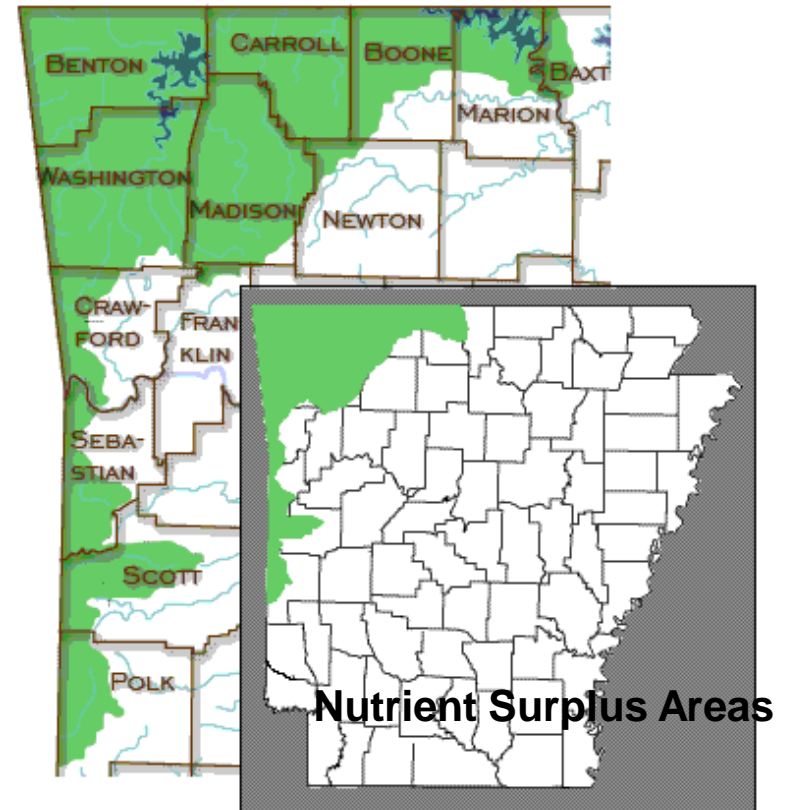 BENTON
CARROLL
BOONE
BAXT
MARION
WASHINGTON
MADISON
NEWTON
CRAW-
FORD
FRAN
KLIN
SEBA-
STIAN
SCOTT
POLK
Nutrient Surplus Areas